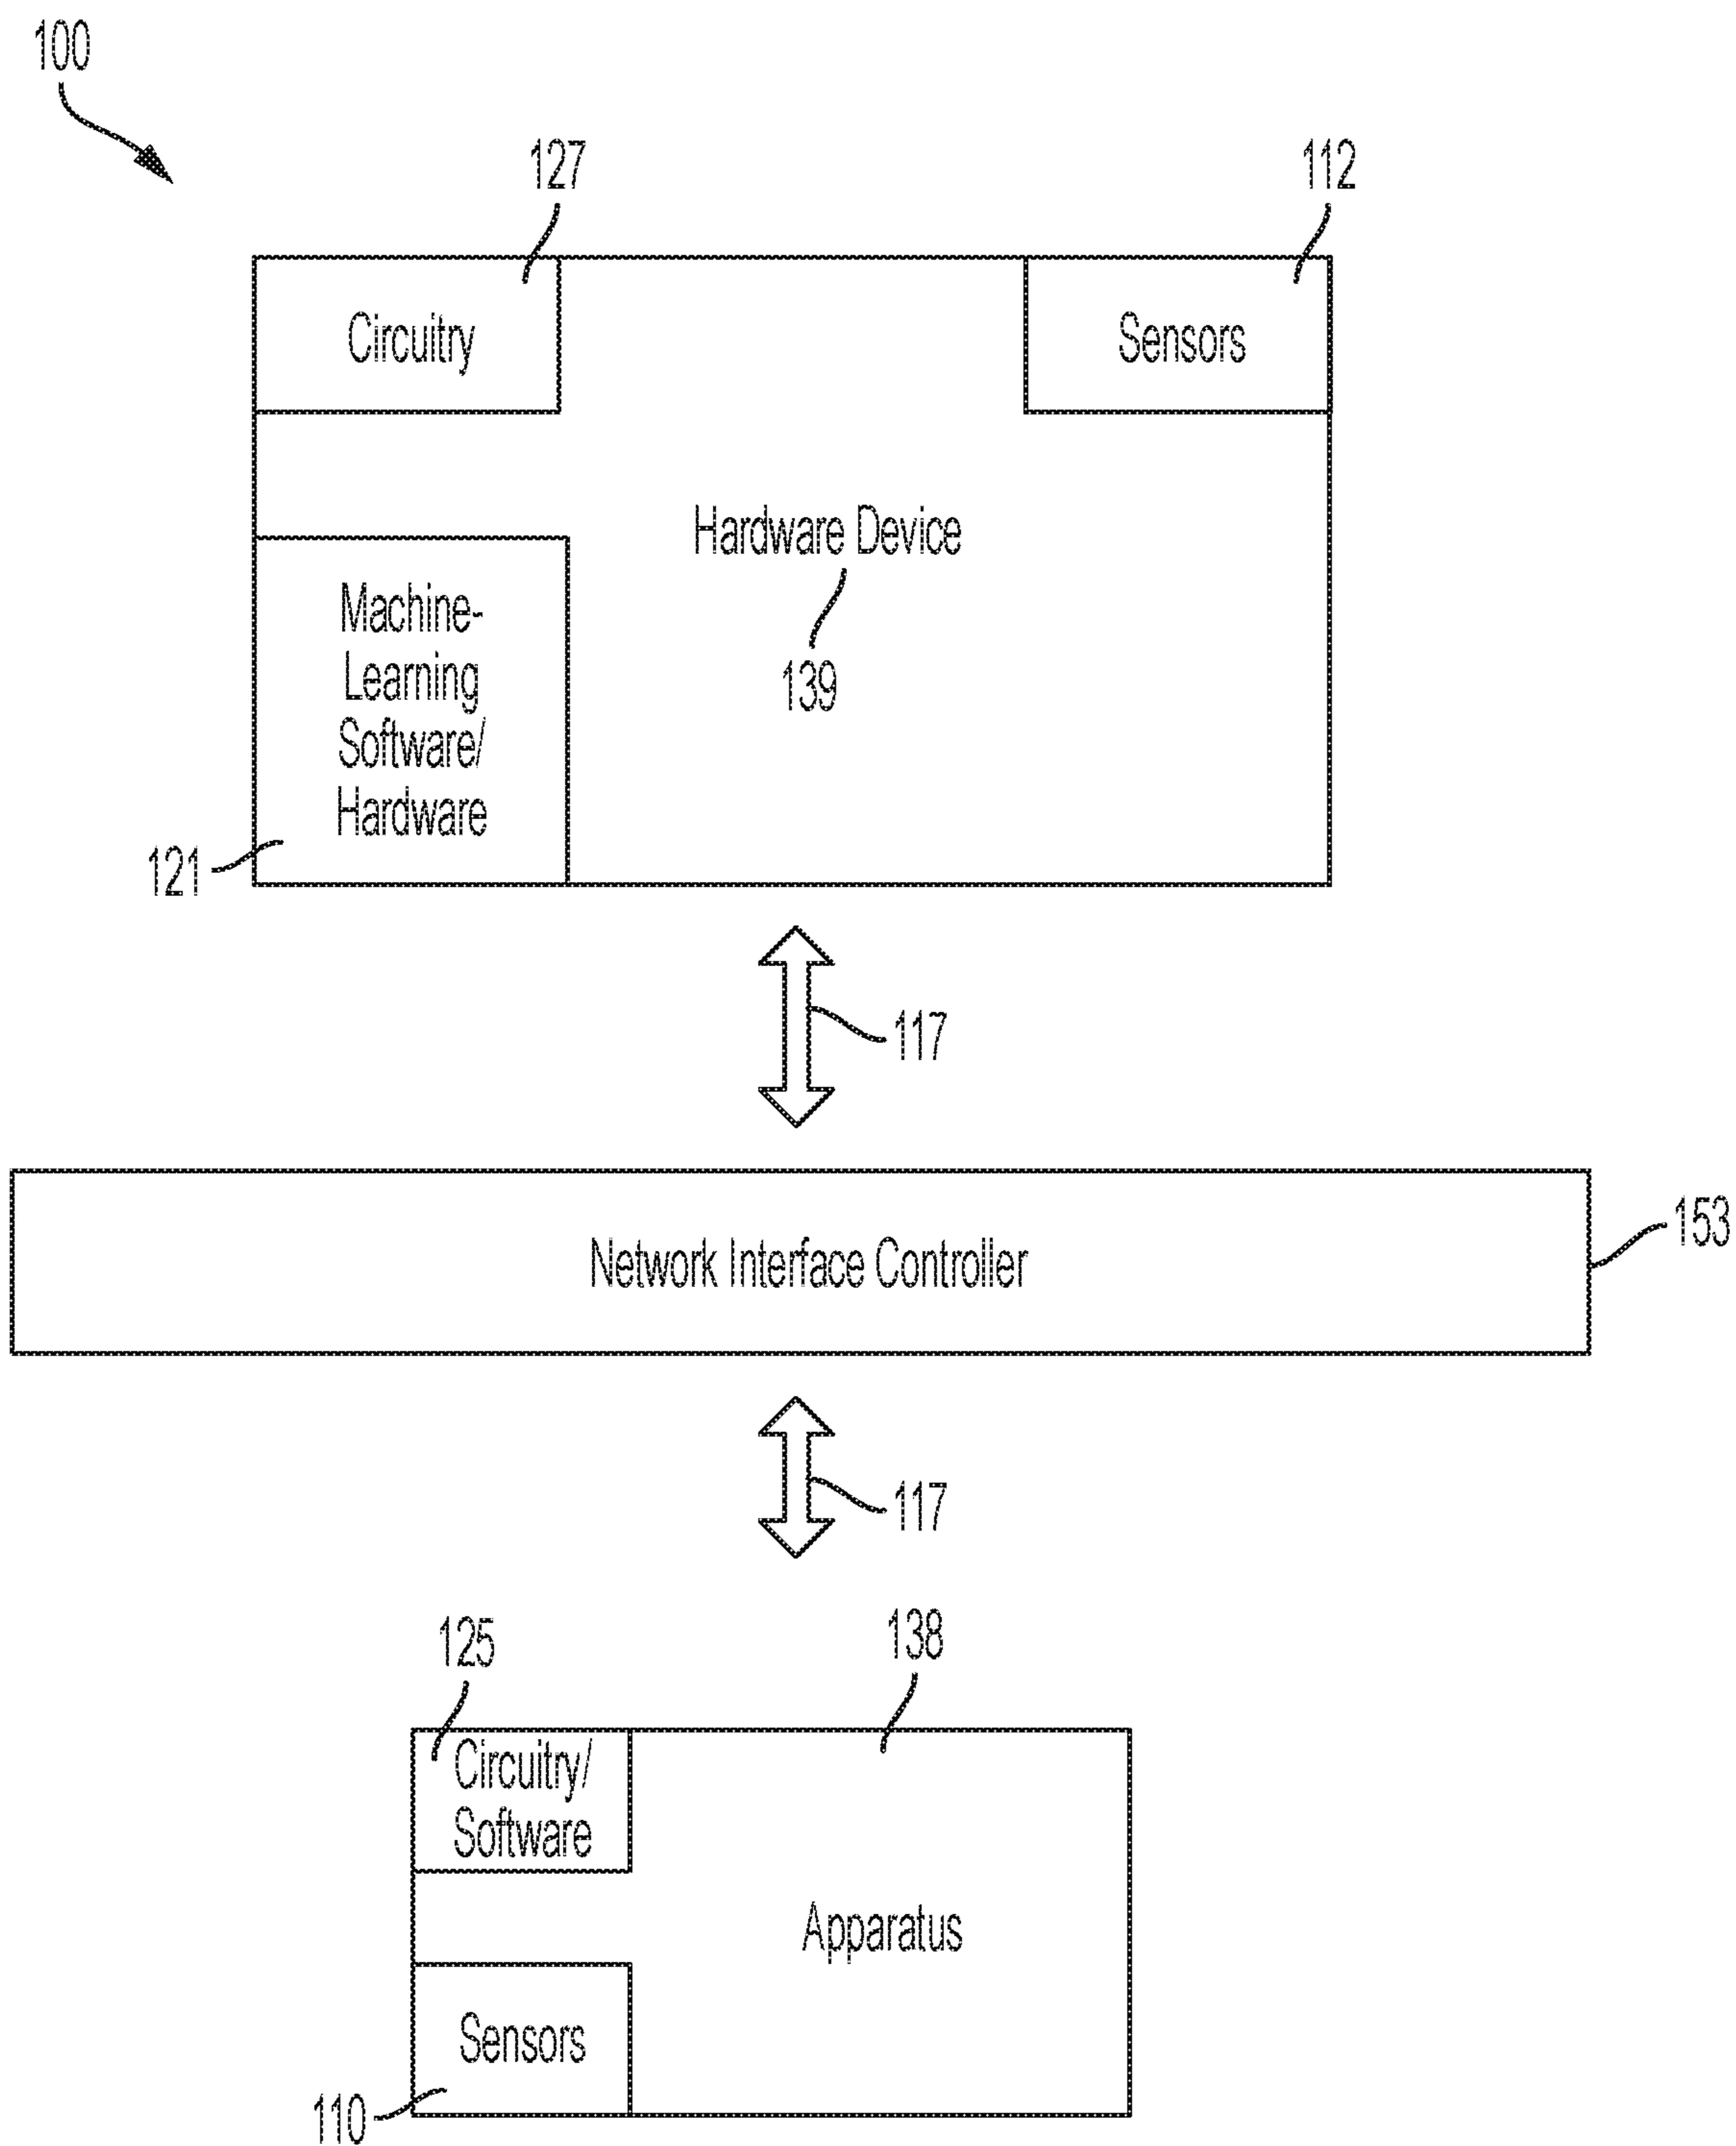 100
127
112
Circuitry
Sensors
Hardware Device
139
Machine-
Learning
Software/
Hardware
121
117
Network Interface Controller
153
117
125
138
Circuitry/
Software
Apparatus
Sensors
110